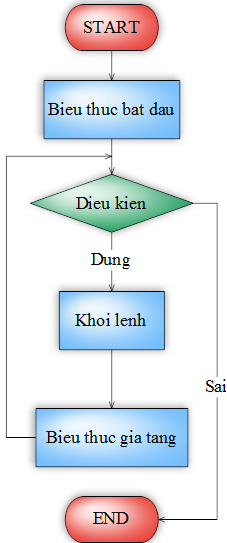 START
Bieu thuc bat dau
Dieu kien
Dung
Khoi lenh
Sai
Bieu thuc gia tang
END